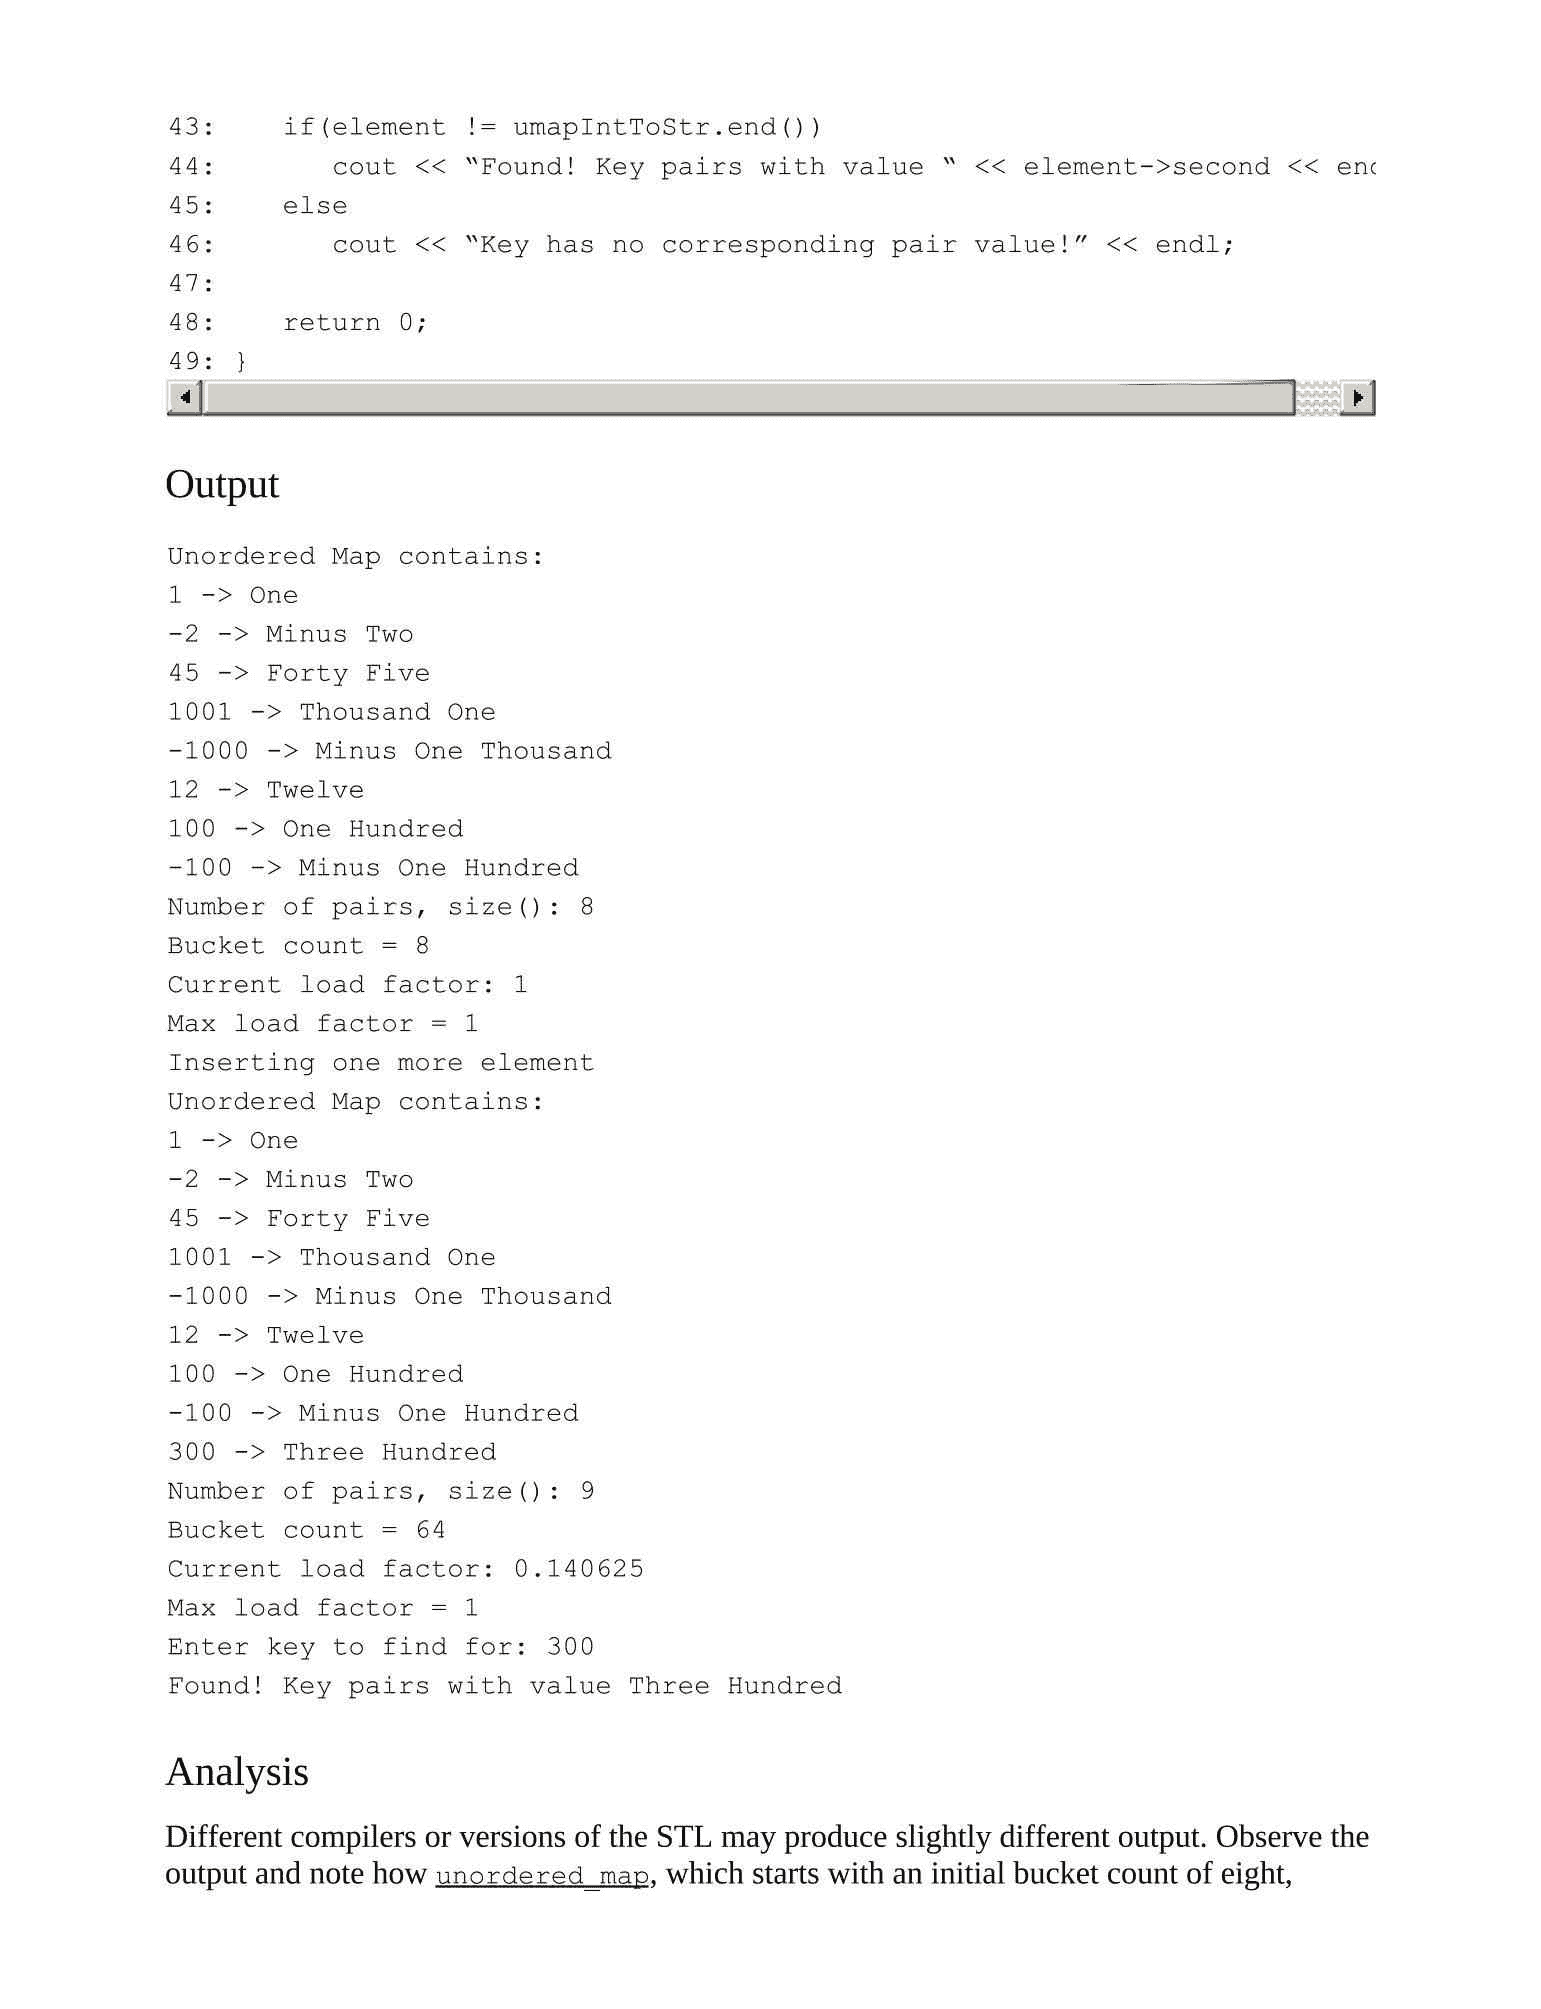 43:    if(element != umapIntToStr.end())
44:       cout << “Found! Key pairs with value “ << element->second << end
45:    else
46:       cout << “Key has no corresponding pair value!” << endl;
47:
48:    return 0;
49: }
Output
Unordered Map contains:
1 -> One
-2 -> Minus Two
45 -> Forty Five
1001 -> Thousand One
-1000 -> Minus One Thousand
12 -> Twelve
100 -> One Hundred
-100 -> Minus One Hundred
Number of pairs, size(): 8
Bucket count = 8
Current load factor: 1
Max load factor = 1
Inserting one more element
Unordered Map contains:
1 -> One
-2 -> Minus Two
45 -> Forty Five
1001 -> Thousand One
-1000 -> Minus One Thousand
12 -> Twelve
100 -> One Hundred
-100 -> Minus One Hundred
300 -> Three Hundred
Number of pairs, size(): 9
Bucket count = 64
Current load factor: 0.140625
Max load factor = 1
Enter key to find for: 300
Found! Key pairs with value Three Hundred
Analysis
Different compilers or versions of the STL may produce slightly different output. Observe the
output and note how unordered_map, which starts with an initial bucket count of eight,